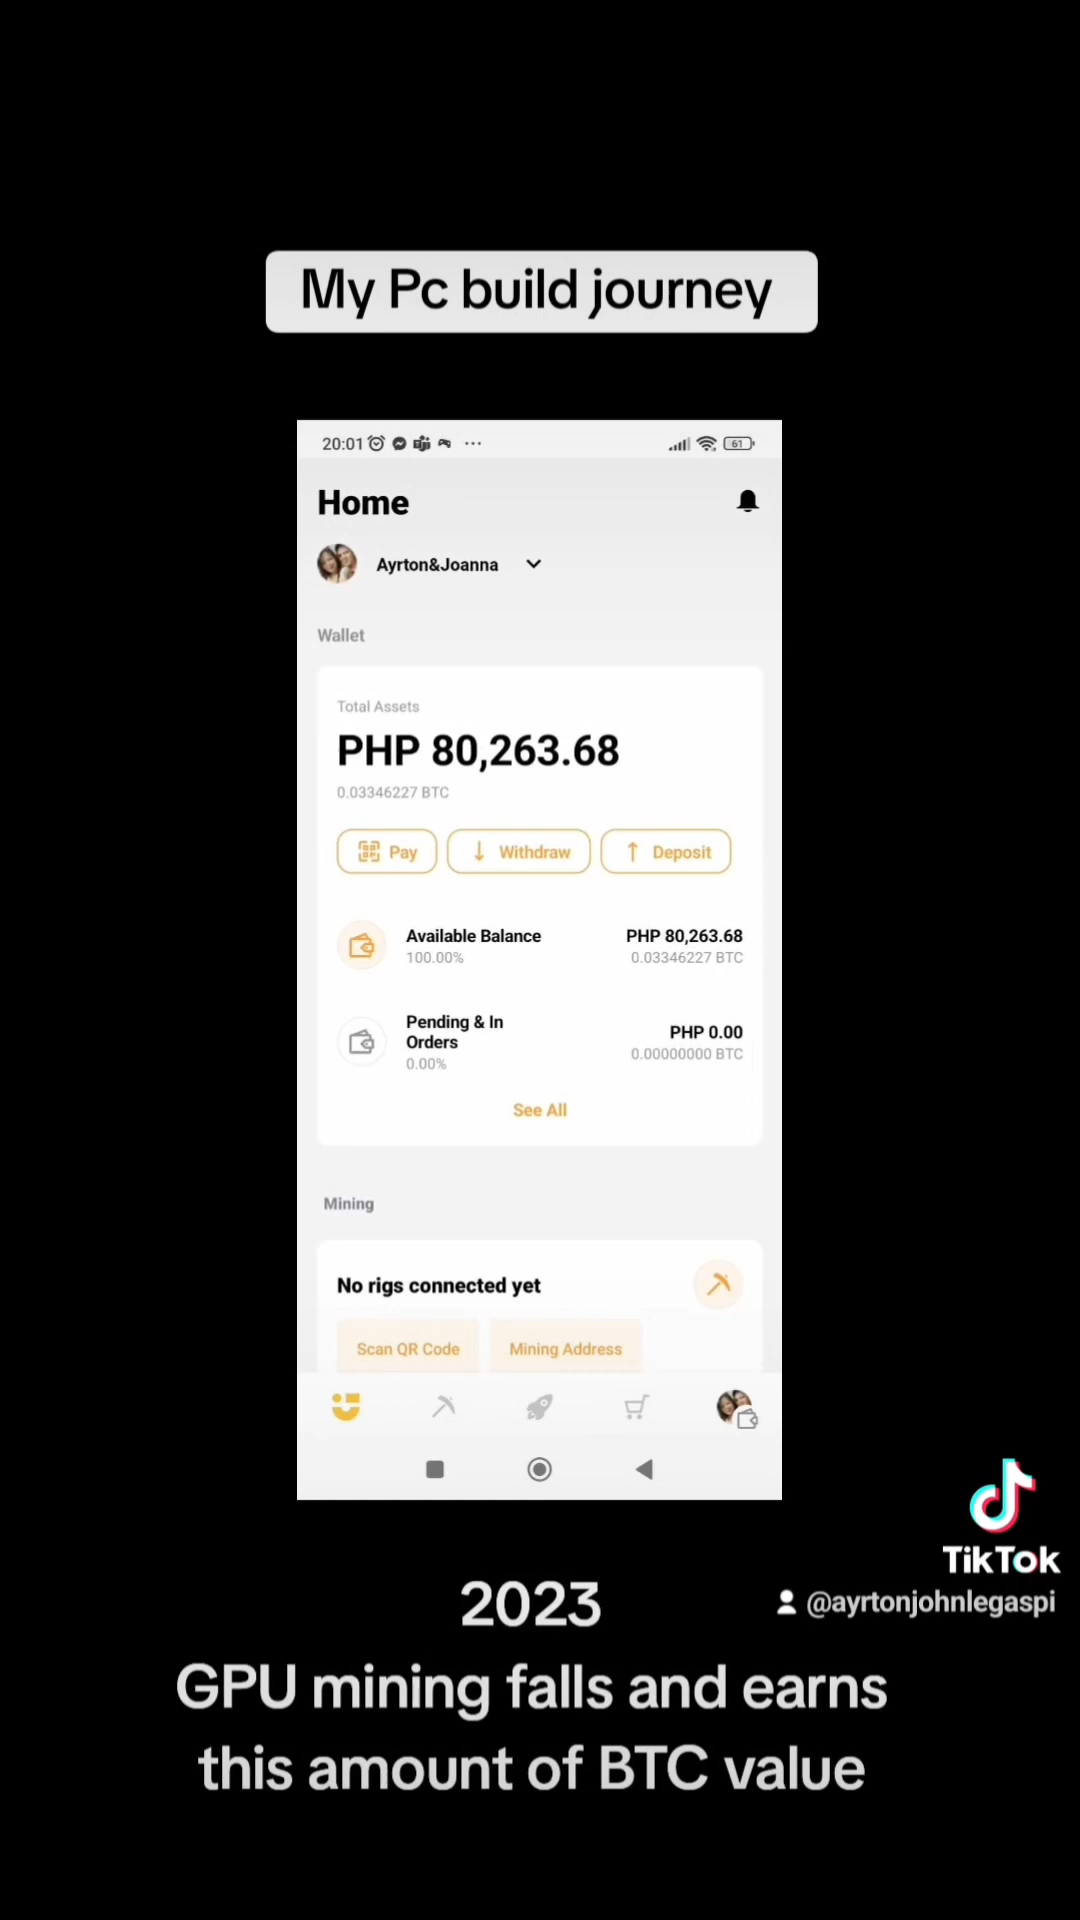 My Pc build journey
20:01
61
Home
Ayrton&Joanna
Wallet
Total Assets
PHP 80,263.68
0.03346227 BTC
Pay
Withdraw
Deposit
Available Balance
PHP 80,263.68
100.00%
0.03346227 BTC
Pending & In
Orders
PHP 0.00
0.00%
0.00000000 BTC
See All
Mining
No rigs connected yet
Scan QR Code
Mining Address
TikTok
@ayrtonjohnlegaspi
2023
GPU mining falls and earns
this amount of BTC value